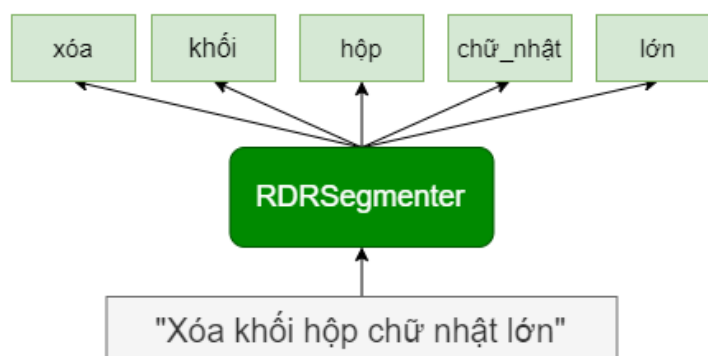 xóa
khối
hộp
chữ_nhật
lớn
RDRSegmenter
"Xóa khối hộp chữ nhật lớn"